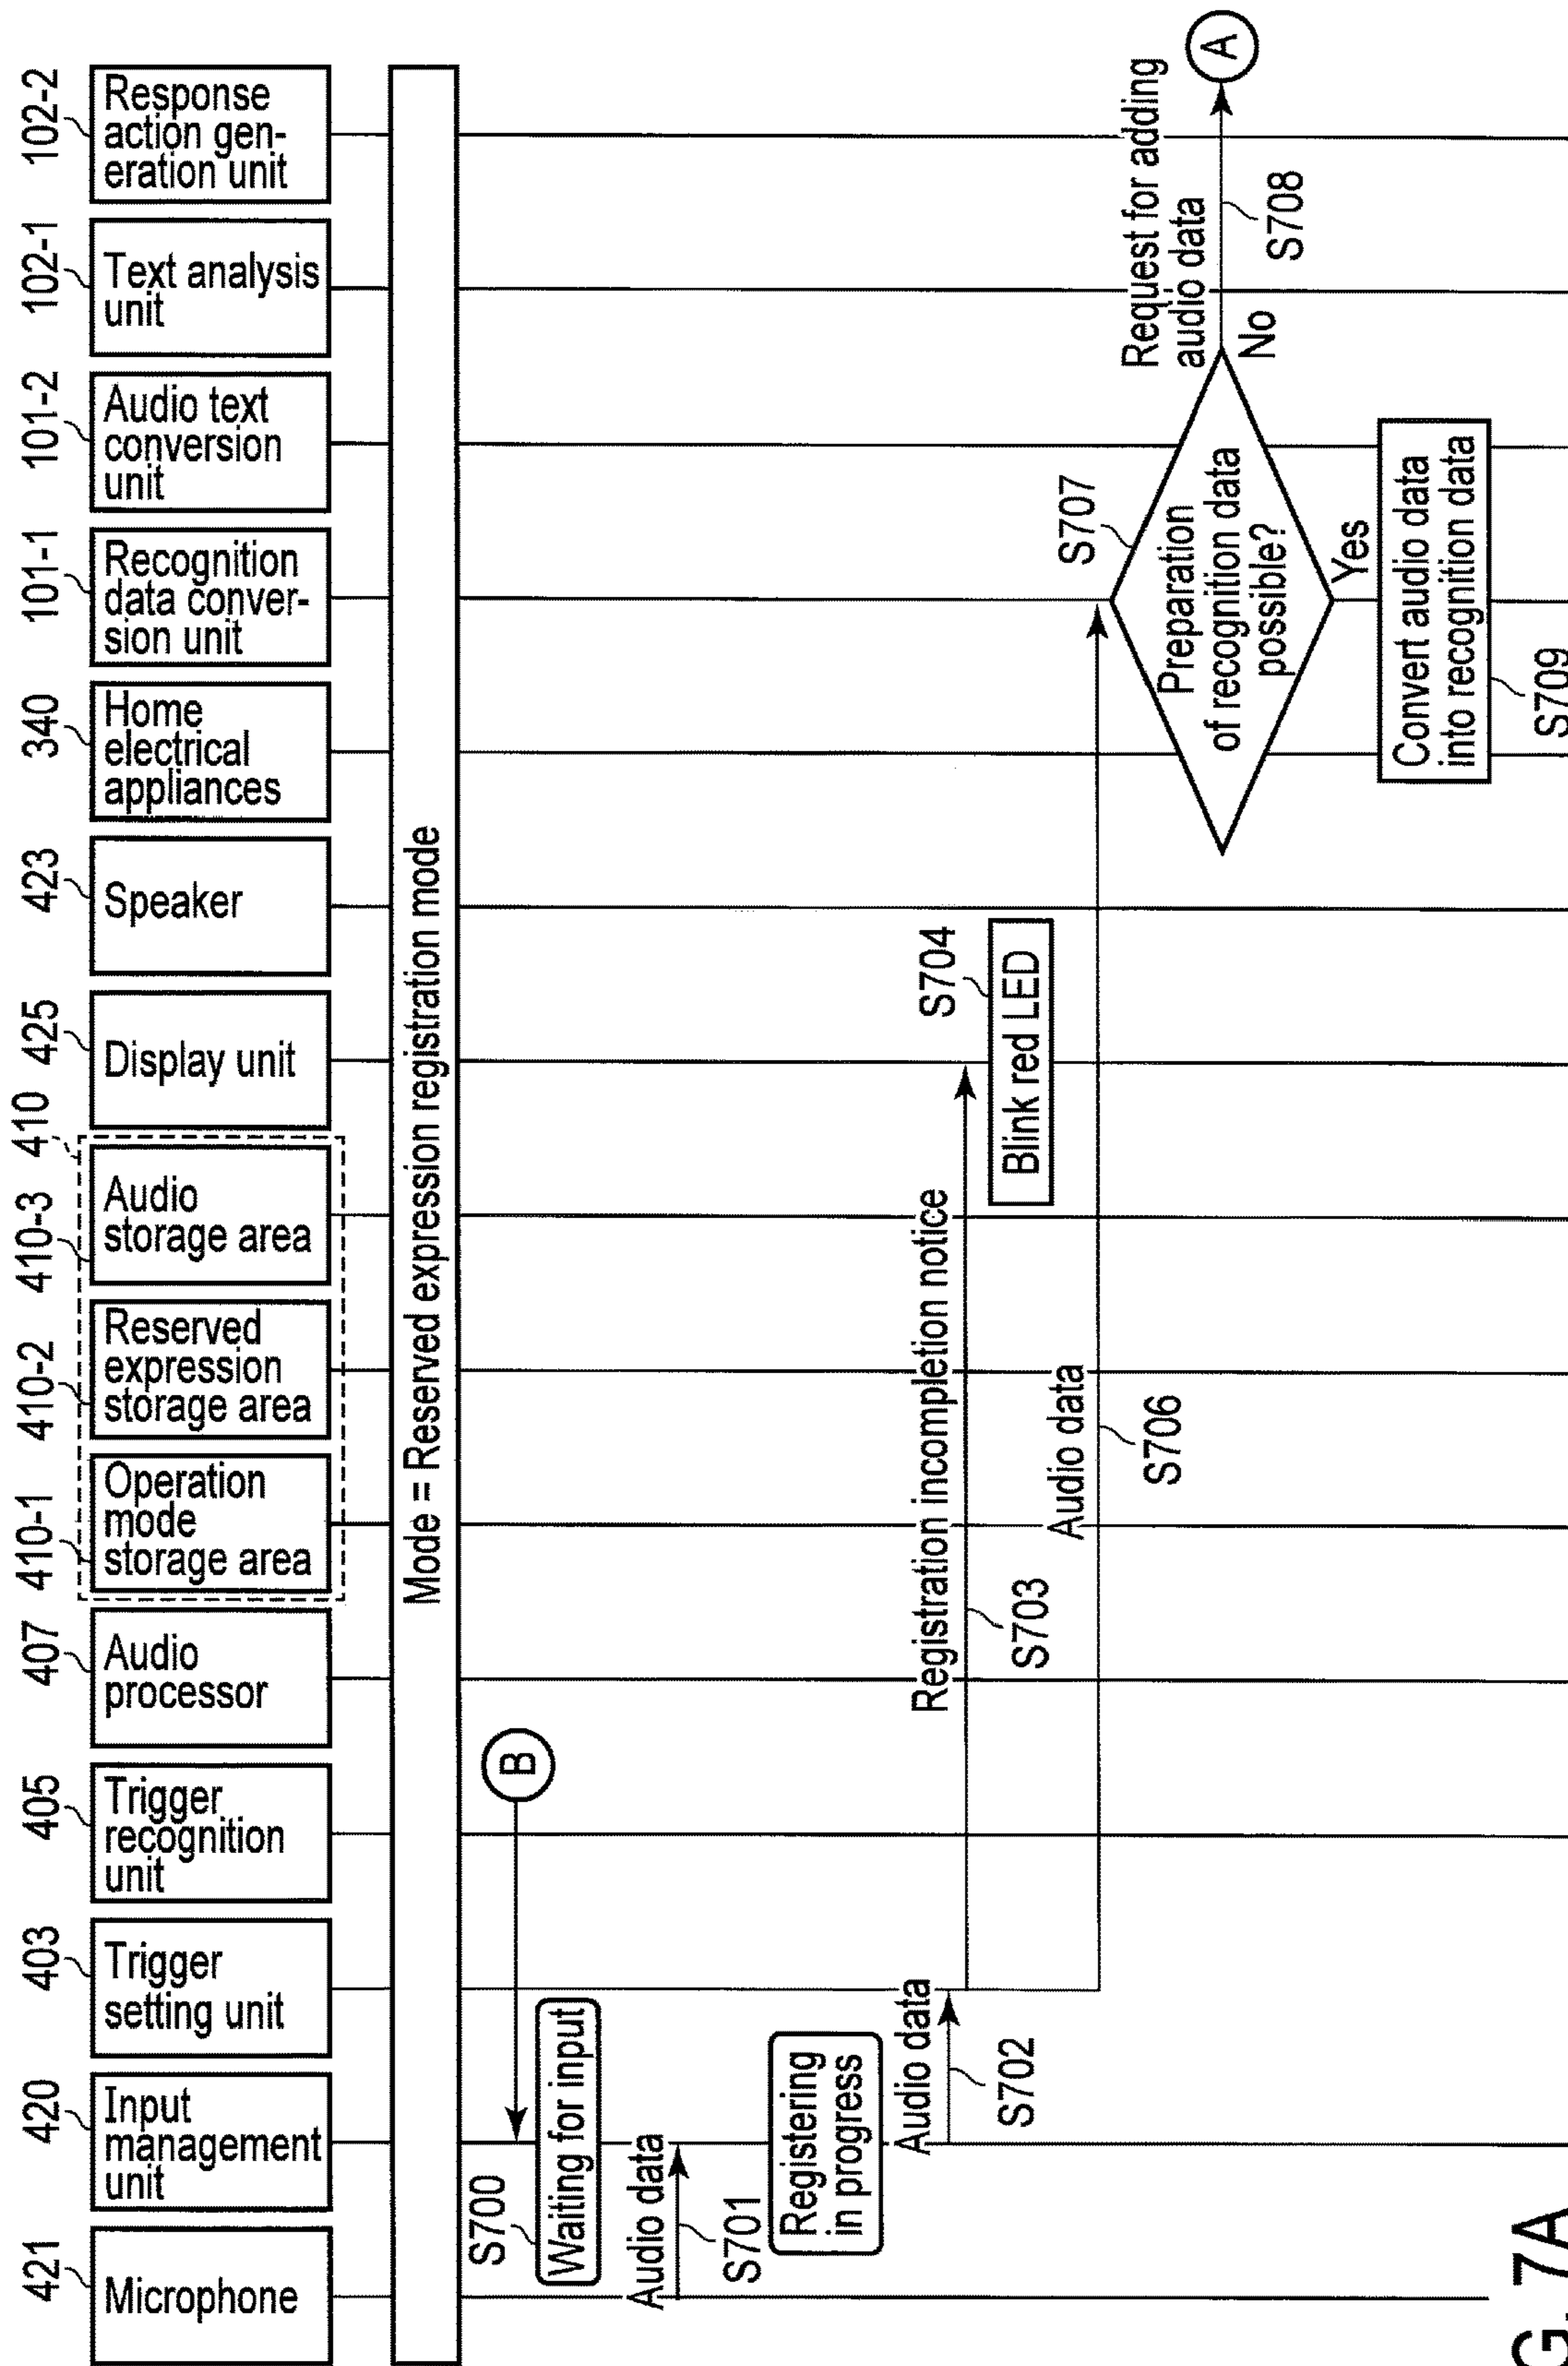 421
Microphone
420
Input
management
unit
403
Trigger
setting unit
405
Trigger
recognition
unit
407
Audio
processor
410-1
Operation
mode
storage area
410-2
Reserved
expression
storage area
410-3
Audio
storage area
410
425
Display unit
423
Speaker
340
Home
electrical
appliances
101-1
Recognition
data conver-
sion unit
101-2
Audio text
conversion
unit
102-1
Text analysis
unit
102-2
Response
action gen-
eration unit
Mode = Reserved expression registration mode
B
S700
Waiting for input
Audio data
S701
Registering
in progress
Audio data
S702
Registration incompletion notice
S703
S704
Blink red LED
Audio data
S706
S707
Preparation
of recognition data
possible?
No
Request for adding
audio data
S708
A
Yes
Convert audio data
into recognition data
S709
G. 7A